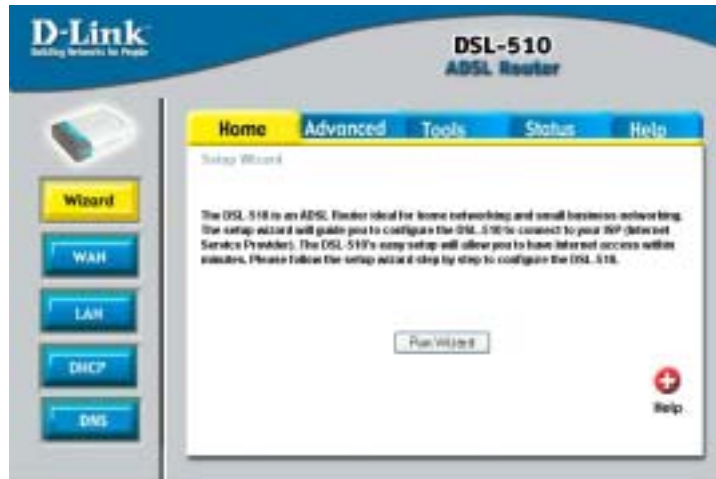 D-Link
Building Networks for People
DSL-510
ADSL Router
Home Advanced Tools Status Help
Setup Wizard
Wizard
WAN
LAN
DHCP
DNS
The DSL-510 is an ADSL Router ideal for home networking and small business networking.
The setup wizard will guide you to configure the DSL-510 to connect to your ISP (Internet
Service Provider). The DSL-510's easy setup will allow you to have internet access within
minutes. Please follow the setup wizard step by step to configure the DSL-510.
Run Wizard
Help